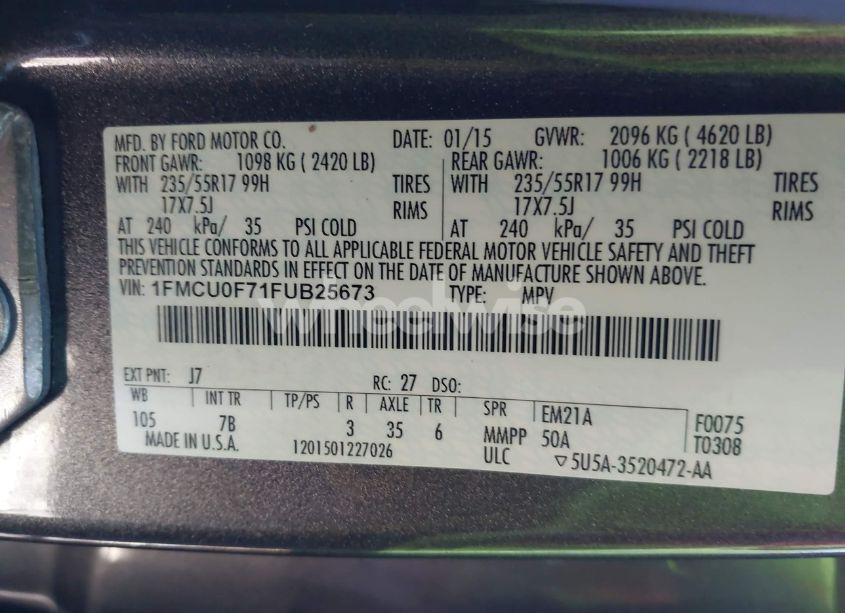 MFD. BY FORD MOTOR CO. DATE: 01/15 GVWR: 2096 KG ( 4620 LB)
FRONT GAWR: 1098 KG ( 2420 LB) REAR GAWR: 1006 KG ( 2218 LB)
WITH 235/55R17 99H TIRES WITH 235/55R17 99H TIRES
17X7.5J RIMS 17X7.5J RIMS
AT 240 kPa/ 35 PSI COLD AT 240 kPa/ 35 PSI COLD
THIS VEHICLE CONFORMS TO ALL APPLICABLE FEDERAL MOTOR VEHICLE SAFETY AND THEFT
PREVENTION STANDARDS IN EFFECT ON THE DATE OF MANUFACTURE SHOWN ABOVE.
VIN: 1FMCU0F71FUB25673 TYPE: MPV
wheelwise
EXT PNT: J7 RC: 27 DSO:
WB INT TR TP/PS R AXLE TR SPR EM21A F0075
105 7B 3 35 6 MMPP 50A T0308
MADE IN U.S.A. 1201501227026 ULC ▽5U5A-3520472-AA